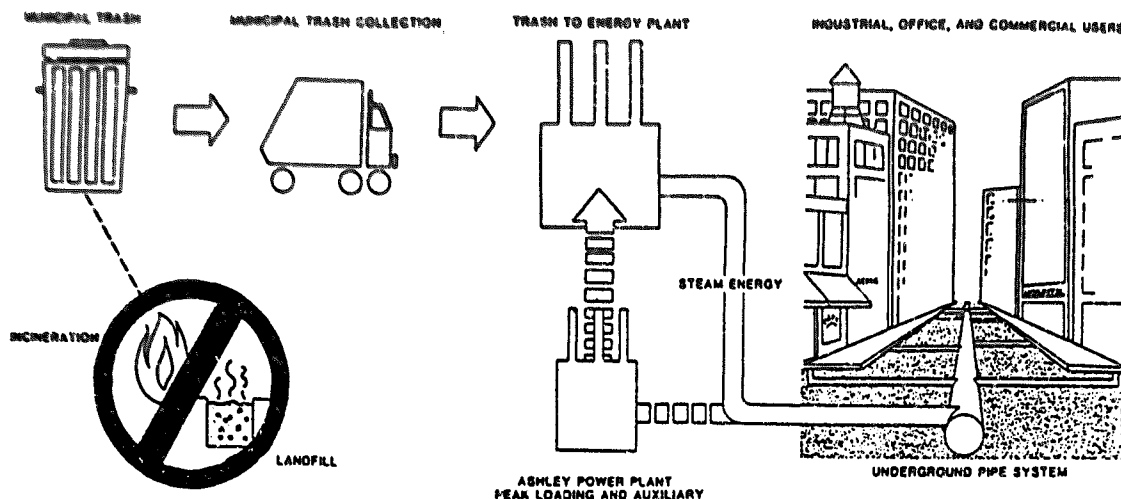 MUNICIPAL TRASH
MUNICIPAL TRASH COLLECTION
TRASH TO ENERGY PLANT
INDUSTRIAL, OFFICE, AND COMMERCIAL USERS
STEAM ENERGY
INCINERATION
LANDFILL
ASHLEY POWER PLANT
PEAK LOADING AND AUXILIARY
UNDERGROUND PIPE SYSTEM